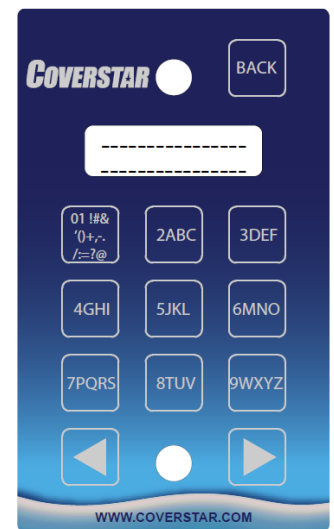 COVERSTAR
BACK
----------------
----------------
01 !#&
'()+,-.
/:=?@
2ABC
3DEF
4GHI
5JKL
6MNO
7PQRS
8TUV
9WXYZ
WWW.COVERSTAR.COM